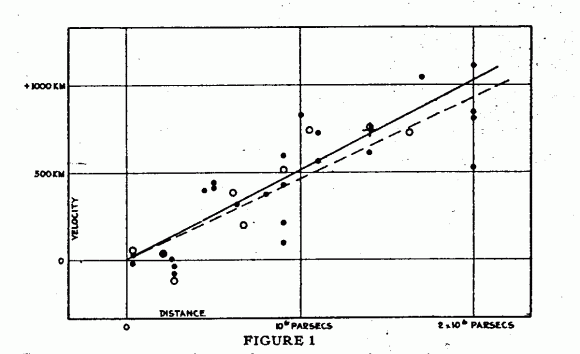 +1000 KM
500 KM
0
VELOCITY
DISTANCE
0
10⁶ PARSECS
2 x 10⁶ PARSECS
FIGURE 1